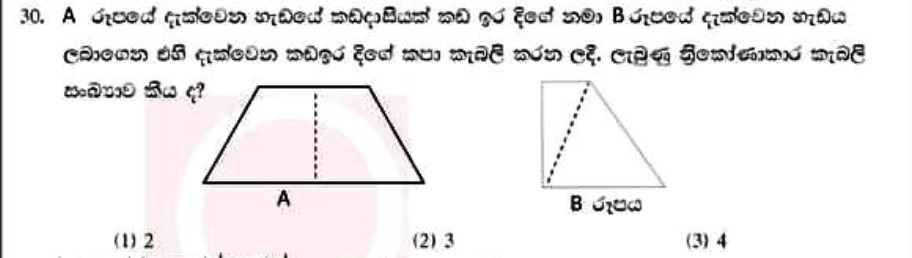 30. A රූපයේ දැක්වෙන හැඩයේ කඩදාසියක් කඩ ඉර දිගේ නමා B රූපයේ දැක්වෙන හැඩය
ලබාගෙන එහි දැක්වෙන කඩඉර දිගේ කපා කැබලි කරන ලදී. ලැබුණු ත්‍රිකෝණාකාර කැබලි
සංඛ්‍යාව කීය ද?
A
B රූපය
(1) 2 (2) 3 (3) 4